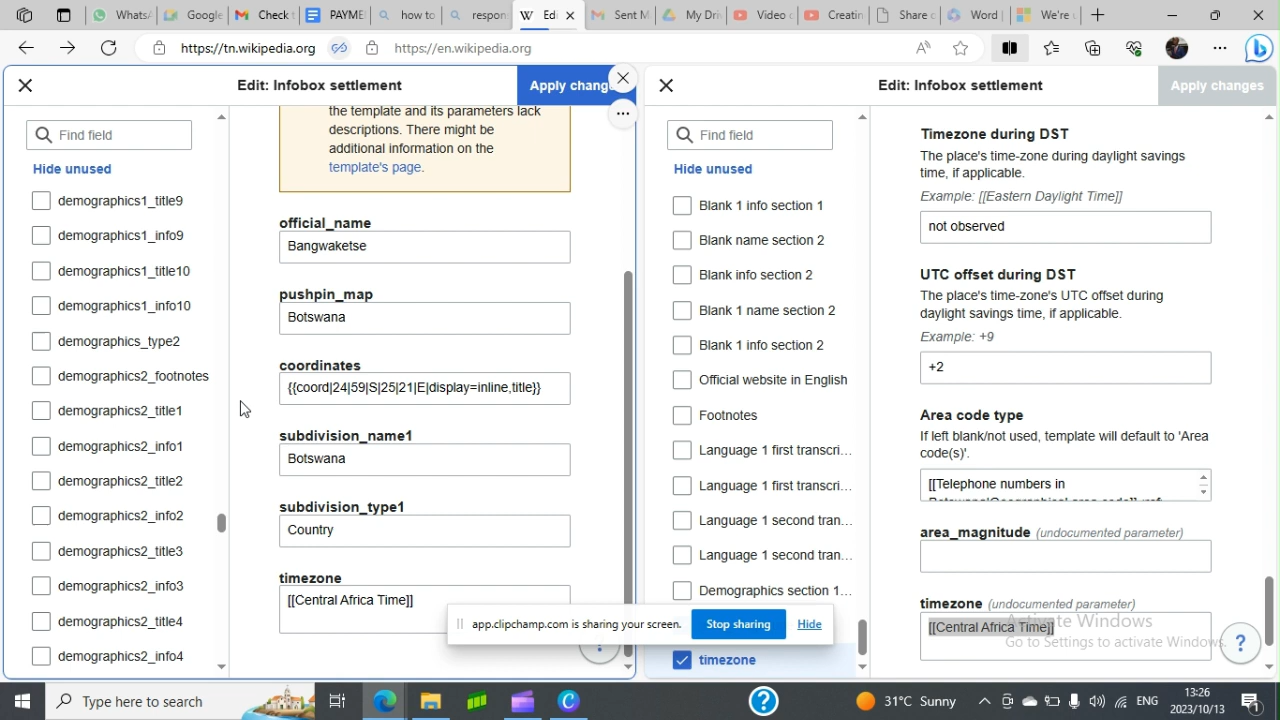 WhatsA
Google
Check t
PAYME
how to
respon
Edi
Sent M
My Dri
Video c
Creatin
Share c
Word |
We're u
https://tn.wikipedia.org
https://en.wikipedia.org
Edit: Infobox settlement
Apply change
Find field
Hide unused
demographics1_title9
demographics1_info9
demographics1_title10
demographics1_info10
demographics_type2
demographics2_footnotes
demographics2_title1
demographics2_info1
demographics2_title2
demographics2_info2
demographics2_title3
demographics2_info3
demographics2_title4
demographics2_info4
the template and its parameters lack
descriptions. There might be
additional information on the
template's page.
official_name
Bangwaketse
pushpin_map
Botswana
coordinates
{{coord|24|59|S|25|21|E|display=inline,title}}
subdivision_name1
Botswana
subdivision_type1
Country
timezone
[[Central Africa Time]]
app.clipchamp.com is sharing your screen.
Stop sharing
Hide
Edit: Infobox settlement
Apply changes
Find field
Hide unused
Blank 1 info section 1
Blank name section 2
Blank info section 2
Blank 1 name section 2
Blank 1 info section 2
Official website in English
Footnotes
Language 1 first transcri...
Language 1 first transcri...
Language 1 second tran...
Language 1 second tran...
Demographics section 1...
timezone
Timezone during DST
The place's time-zone during daylight savings
time, if applicable.
Example: [[Eastern Daylight Time]]
not observed
UTC offset during DST
The place's time-zone's UTC offset during
daylight savings time, if applicable.
Example: +9
+2
Area code type
If left blank/not used, template will default to 'Area
code(s)'.
[[Telephone numbers in
area_magnitude (undocumented parameter)
timezone (undocumented parameter)
[[Central Africa Time]]
Activate Windows
Go to Settings to activate Windows.
Type here to search
31°C Sunny
ENG
13:26
2023/10/13
1